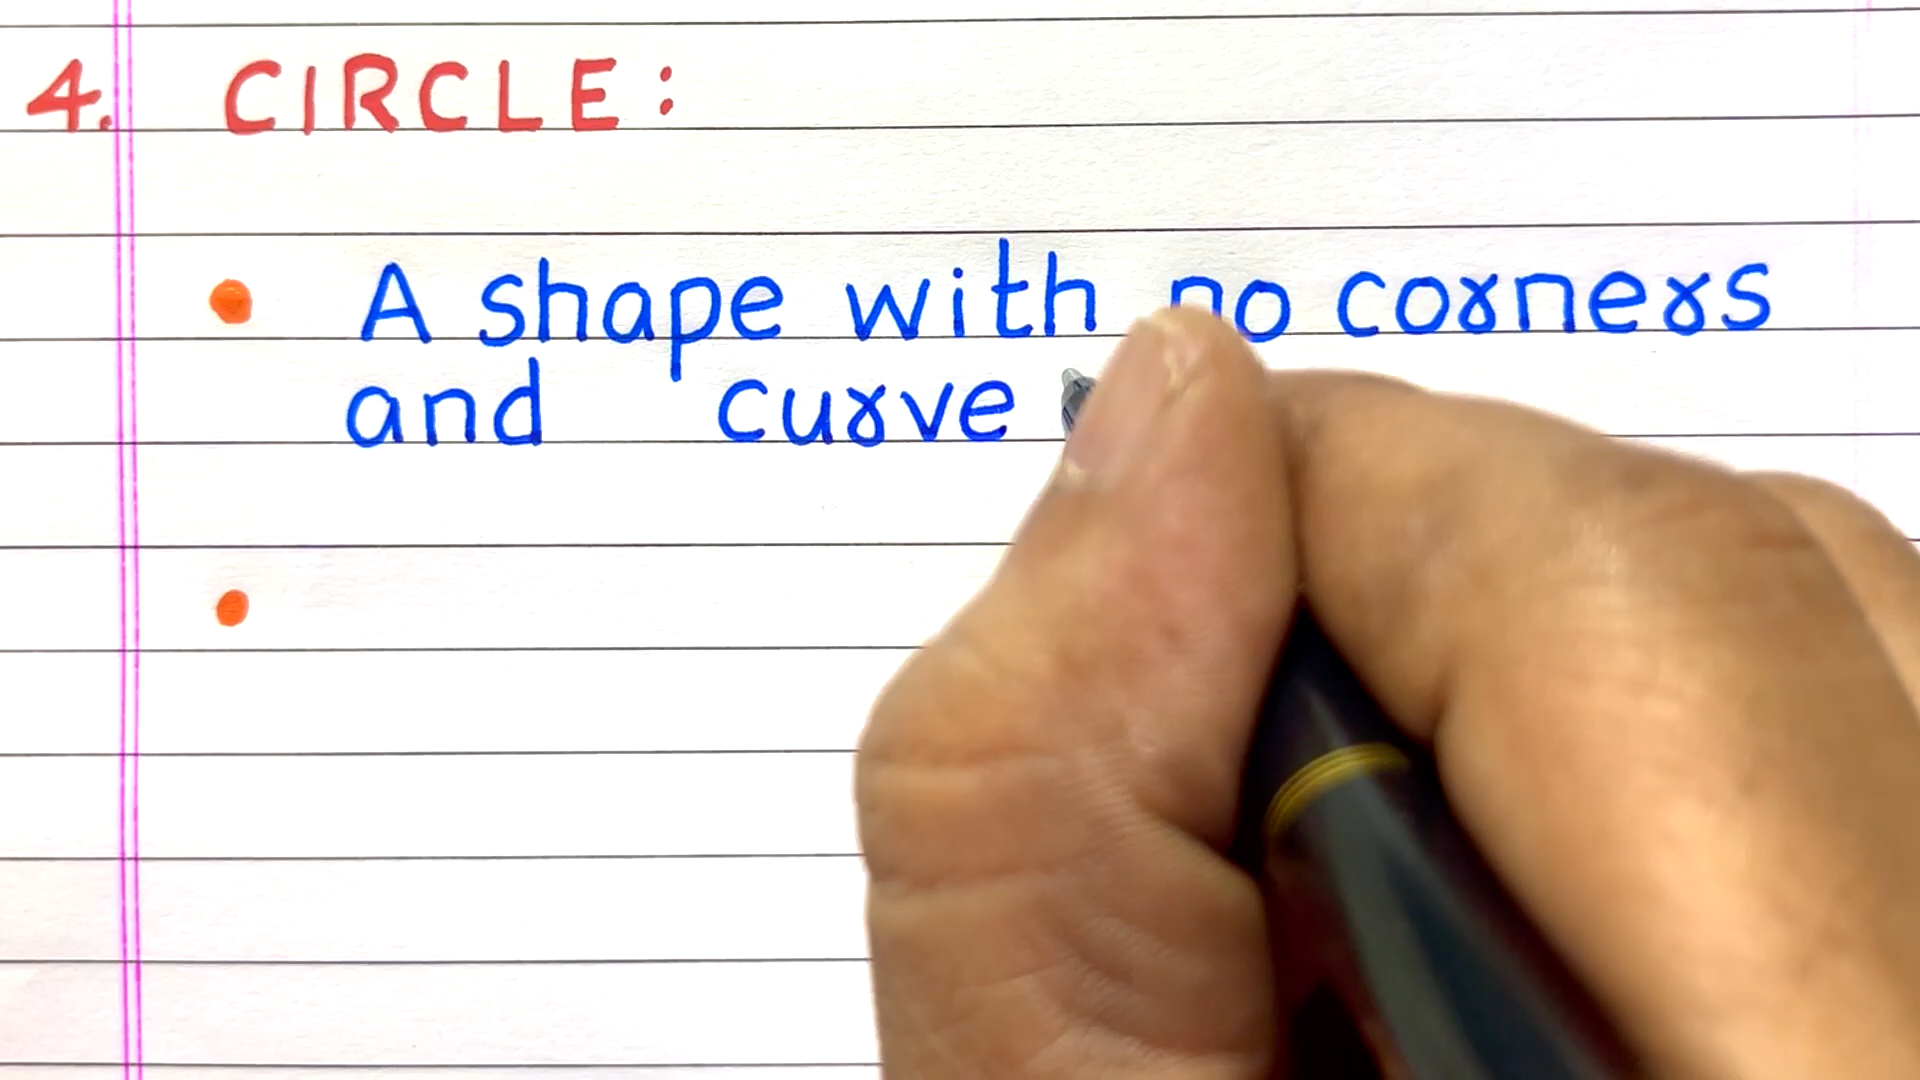 4. CIRCLE:
• A shape with no corners
and curve
•